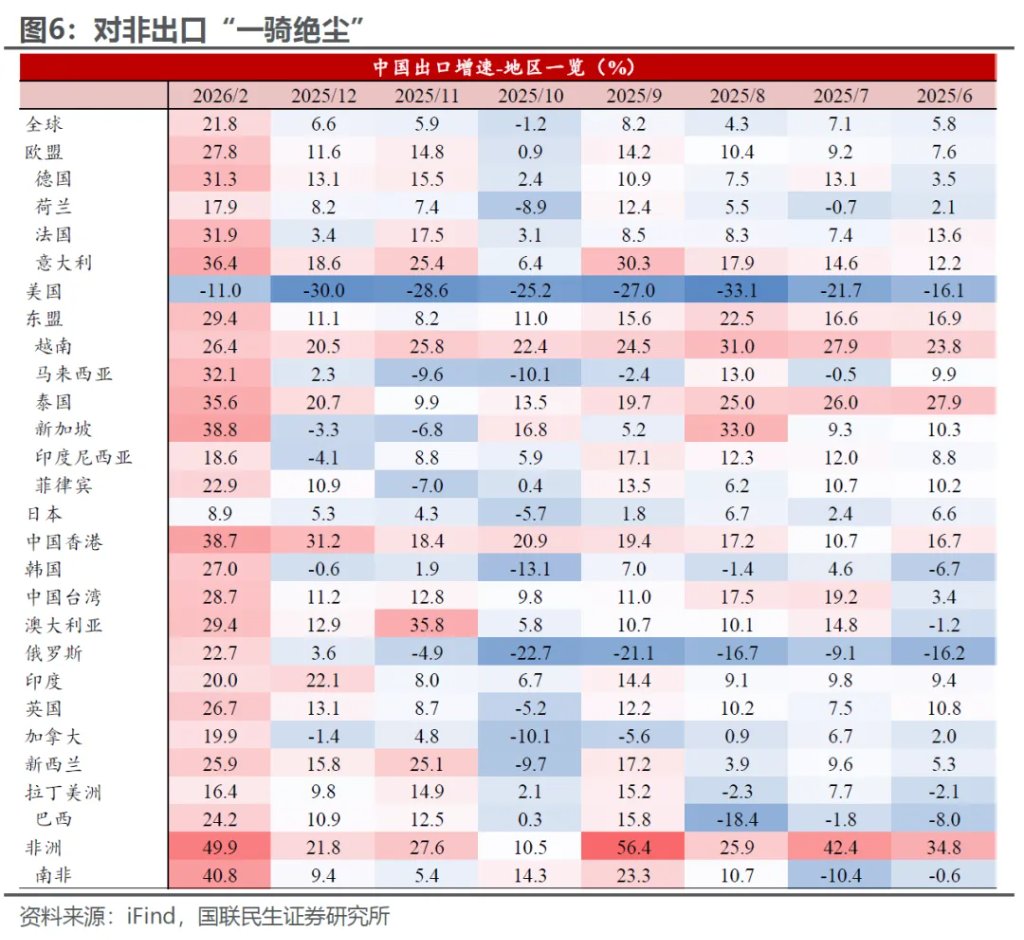 图6：对非出口“一骑绝尘”
中国出口增速-地区一览（%）
2026/2 2025/12 2025/11 2025/10 2025/9 2025/8 2025/7 2025/6
全球 21.8 6.6 5.9 -1.2 8.2 4.3 7.1 5.8
欧盟 27.8 11.6 14.8 0.9 14.2 10.4 9.2 7.6
德国 31.3 13.1 15.5 2.4 10.9 7.5 13.1 3.5
荷兰 17.9 8.2 7.4 -8.9 12.4 5.5 -0.7 2.1
法国 31.9 3.4 17.5 3.1 8.5 8.3 7.4 13.6
意大利 36.4 18.6 25.4 6.4 30.3 17.9 14.6 12.2
美国 -11.0 -30.0 -28.6 -25.2 -27.0 -33.1 -21.7 -16.1
东盟 29.4 11.1 8.2 11.0 15.6 22.5 16.6 16.9
越南 26.4 20.5 25.8 22.4 24.5 31.0 27.9 23.8
马来西亚 32.1 2.3 -9.6 -10.1 -2.4 13.0 -0.5 9.9
泰国 35.6 20.7 9.9 13.5 19.7 25.0 26.0 27.9
新加坡 38.8 -3.3 -6.8 16.8 5.2 33.0 9.3 10.3
印度尼西亚 18.6 -4.1 8.8 5.9 17.1 12.3 12.0 8.8
菲律宾 22.9 10.9 -7.0 0.4 13.5 6.2 10.7 10.2
日本 8.9 5.3 4.3 -5.7 1.8 6.7 2.4 6.6
中国香港 38.7 31.2 18.4 20.9 19.4 17.2 10.7 16.7
韩国 27.0 -0.6 1.9 -13.1 7.0 -1.4 4.6 -6.7
中国台湾 28.7 11.2 12.8 9.8 11.0 17.5 19.2 3.4
澳大利亚 29.4 12.9 35.8 5.8 10.7 10.1 14.8 -1.2
俄罗斯 22.7 3.6 -4.9 -22.7 -21.1 -16.7 -9.1 -16.2
印度 20.0 22.1 8.0 6.7 14.4 9.1 9.8 9.4
英国 26.7 13.1 8.7 -5.2 12.2 10.2 7.5 10.8
加拿大 19.9 -1.4 4.8 -10.1 -5.6 0.9 6.7 2.0
新西兰 25.9 15.8 25.1 -9.7 17.2 3.9 9.6 5.3
拉丁美洲 16.4 9.8 14.9 2.1 15.2 -2.3 7.7 -2.1
巴西 24.2 10.9 12.5 0.3 15.8 -18.4 -1.8 -8.0
非洲 49.9 21.8 27.6 10.5 56.4 25.9 42.4 34.8
南非 40.8 9.4 5.4 14.3 23.3 10.7 -10.4 -0.6
资料来源：iFind，国联民生证券研究所